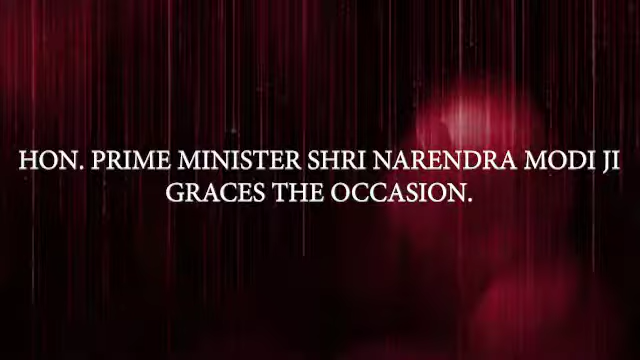 HON. PRIME MINISTER SHRI NARENDRA MODI JI
GRACES THE OCCASION.